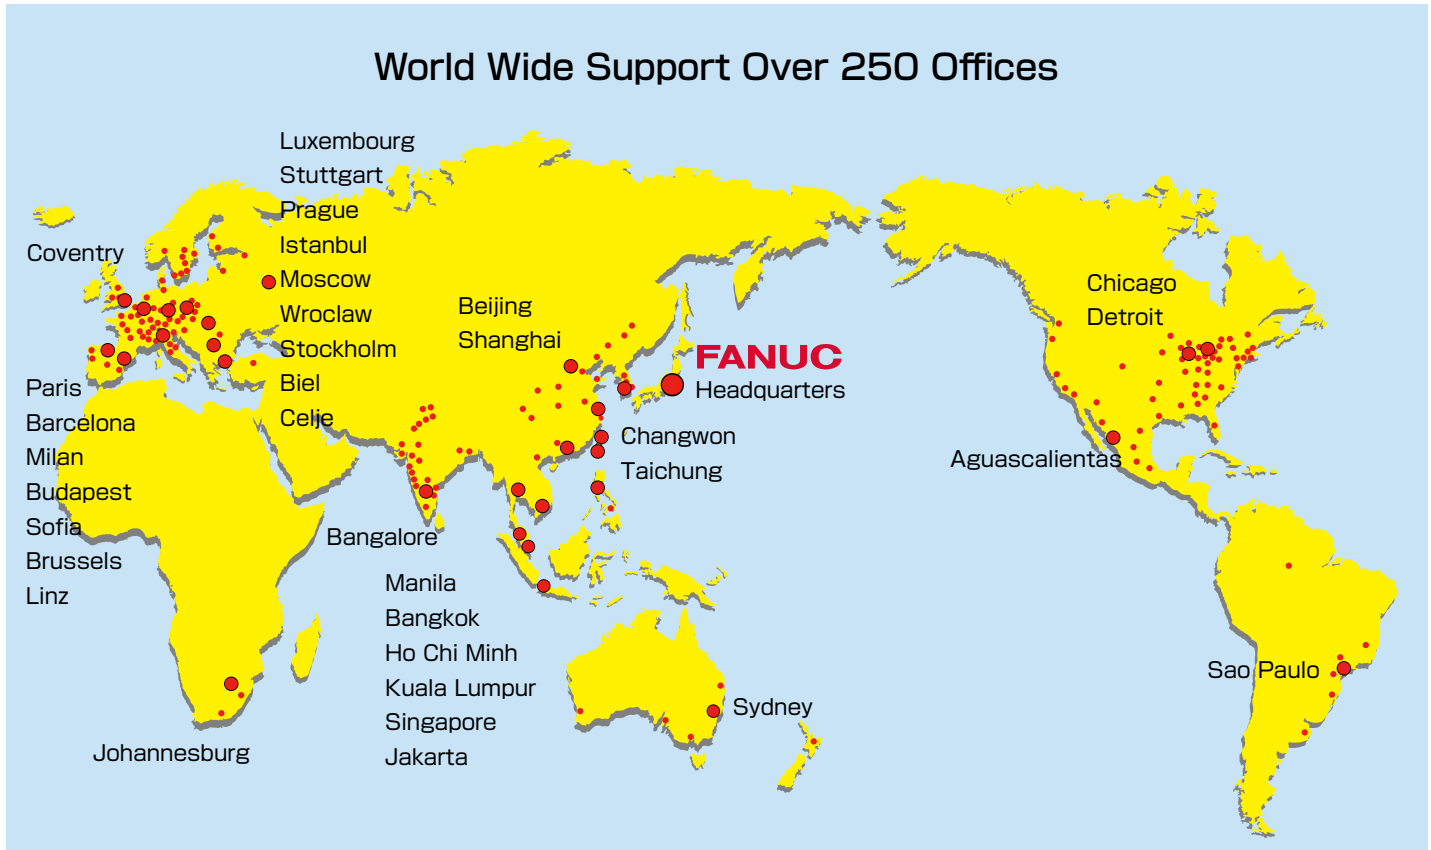 World Wide Support Over 250 Offices
Luxembourg
Stuttgart
Prague
Istanbul
Moscow
Wroclaw
Stockholm
Biel
Celje
Coventry
Paris
Barcelona
Milan
Budapest
Sofia
Brussels
Linz
Johannesburg
Beijing
Shanghai
FANUC
Headquarters
Changwon
Taichung
Bangalore
Manila
Bangkok
Ho Chi Minh
Kuala Lumpur
Singapore
Jakarta
Sydney
Chicago
Detroit
Aguascalientas
Sao Paulo